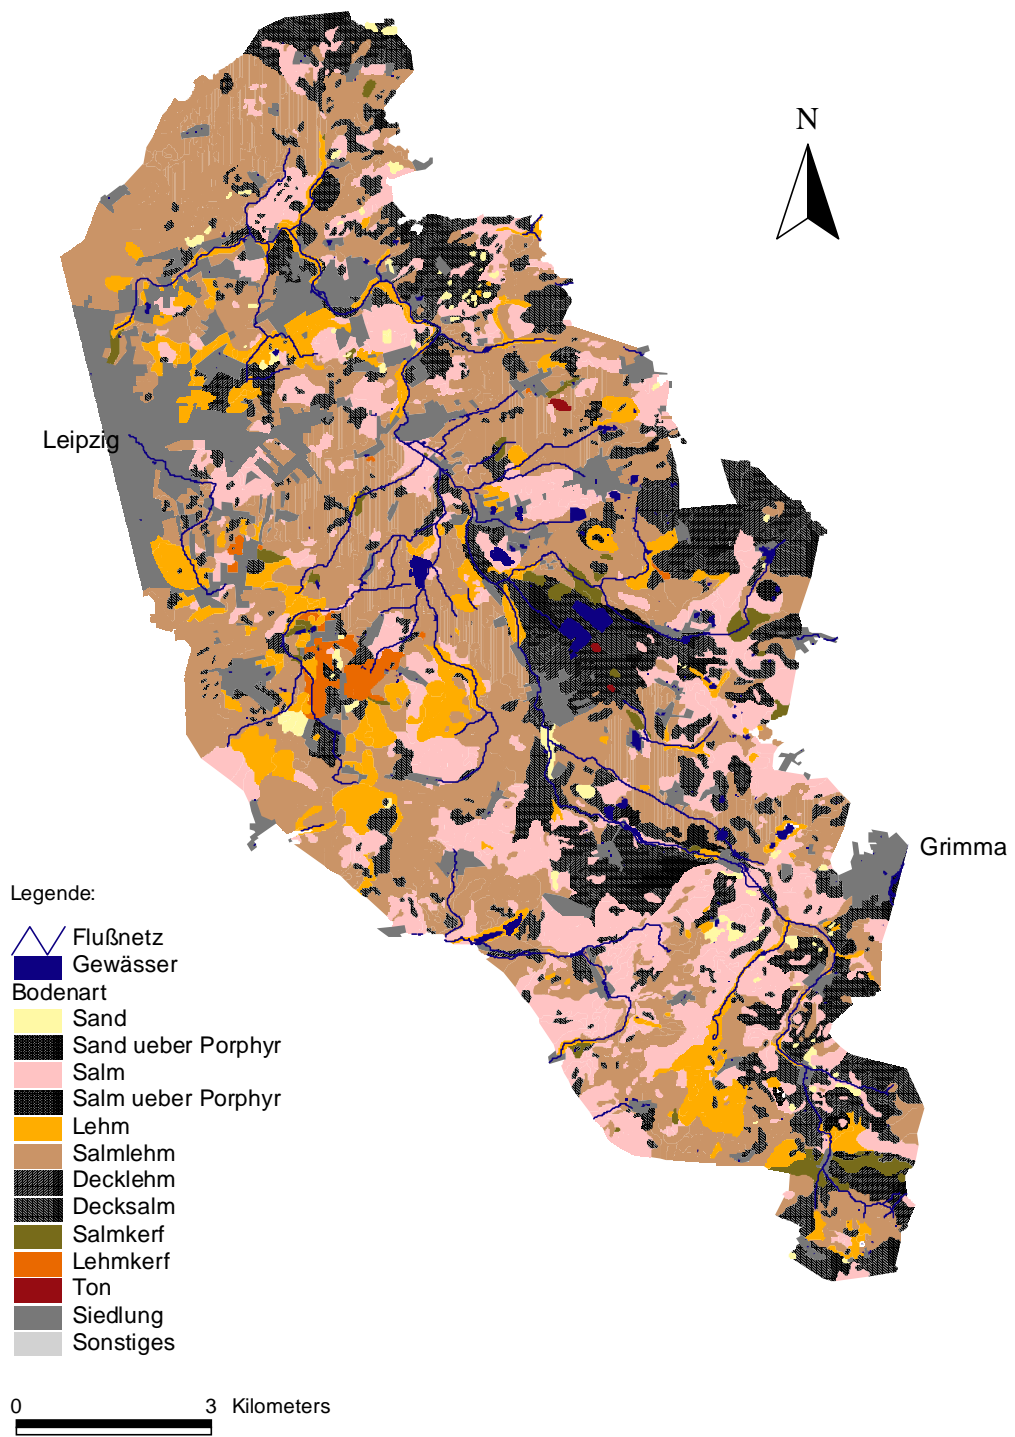 N
Leipzig
Grimma
Legende:
Flußnetz
Gewässer
Bodenart
Sand
Sand ueber Porphyr
Salm
Salm ueber Porphyr
Lehm
Salmlehm
Decklehm
Decksalm
Salmkerf
Lehmkerf
Ton
Siedlung
Sonstiges
0 3 Kilometers